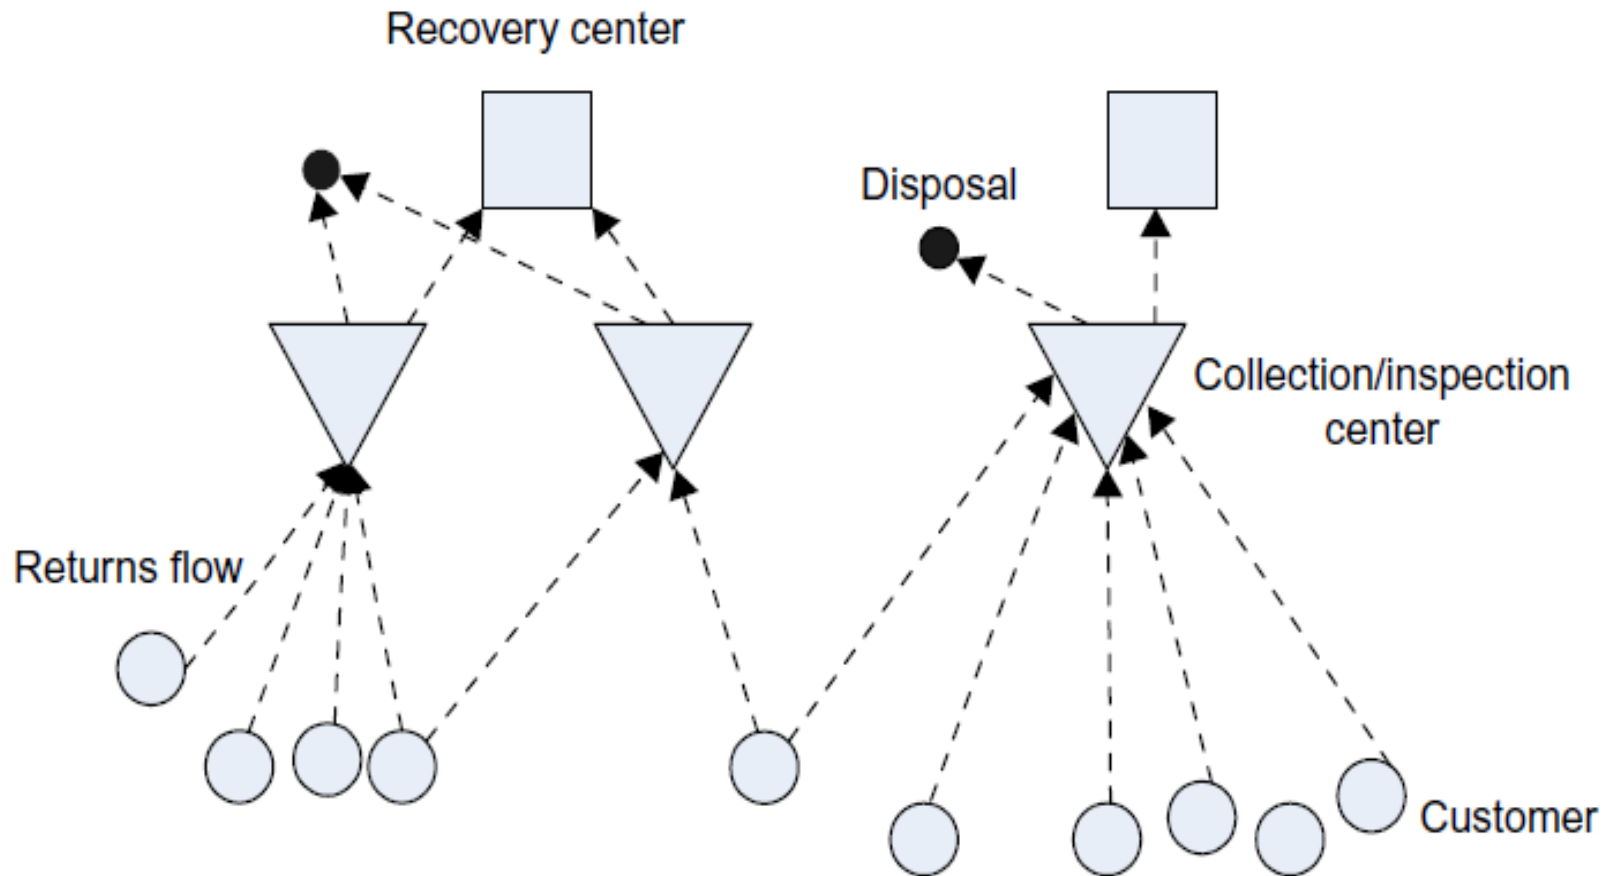 Recovery center
Disposal
Collection/inspection
center
Returns flow
Customer